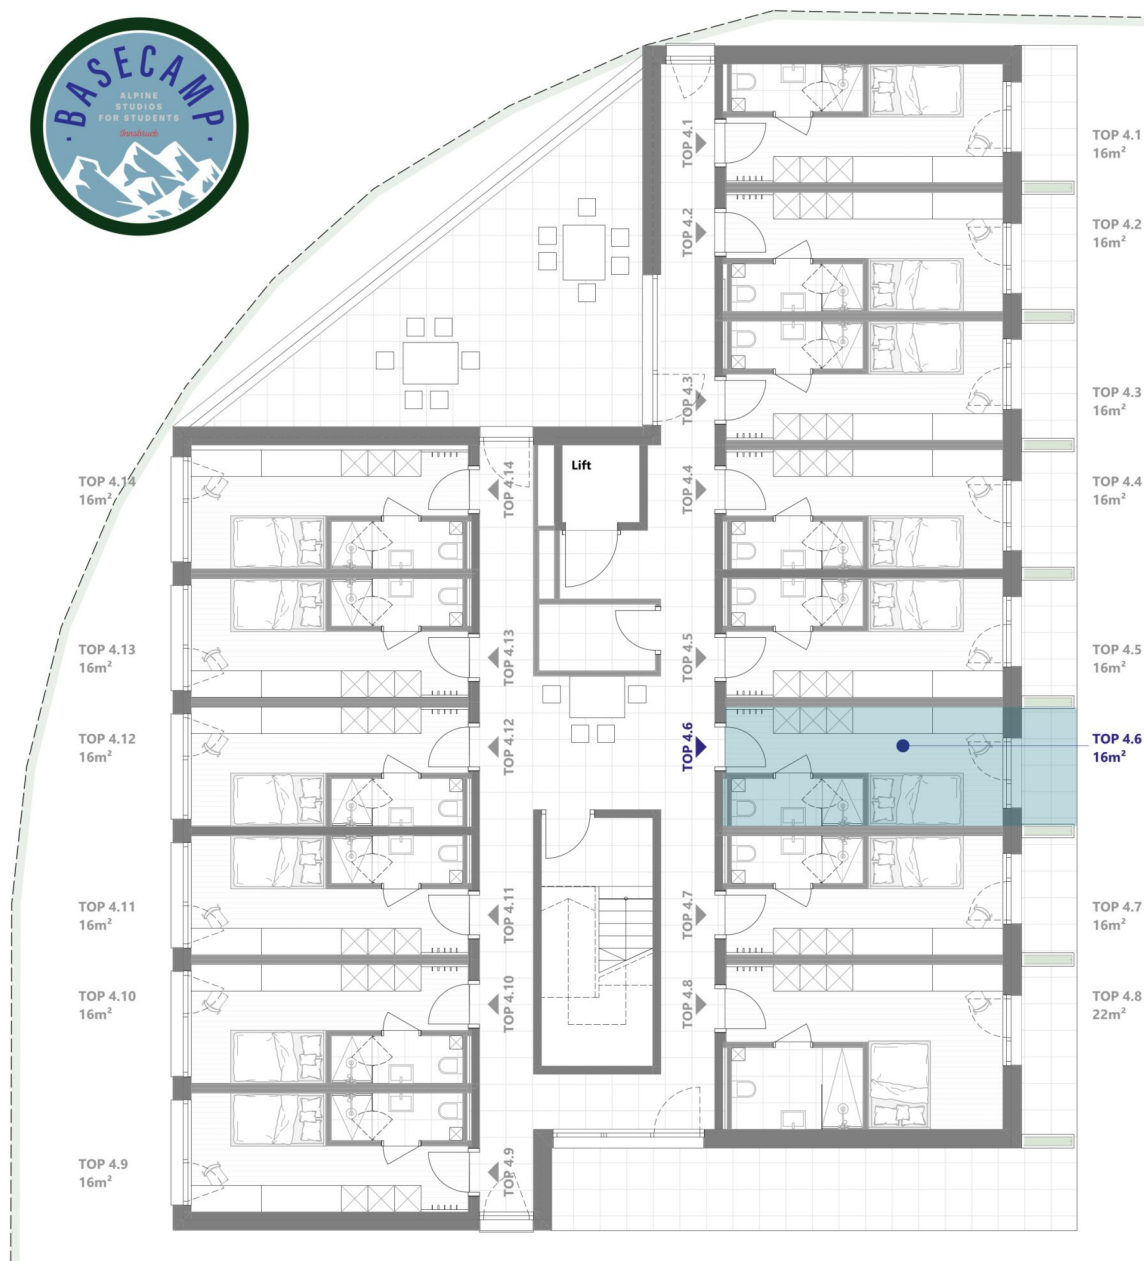 BASECAMP
ALPINE
STUDIOS
FOR STUDENTS
Innsbruck
TOP 4.1
TOP 4.1
16m²
TOP 4.2
TOP 4.2
16m²
TOP 4.3
TOP 4.3
16m²
Lift
TOP 4.14
16m²
TOP 4.14
TOP 4.4
TOP 4.4
16m²
TOP 4.13
16m²
TOP 4.13
TOP 4.5
TOP 4.5
16m²
TOP 4.12
16m²
TOP 4.12
TOP 4.6
TOP 4.6
16m²
TOP 4.11
16m²
TOP 4.11
TOP 4.7
TOP 4.7
16m²
TOP 4.10
16m²
TOP 4.10
TOP 4.8
TOP 4.8
22m²
TOP 4.9
16m²
TOP 4.9